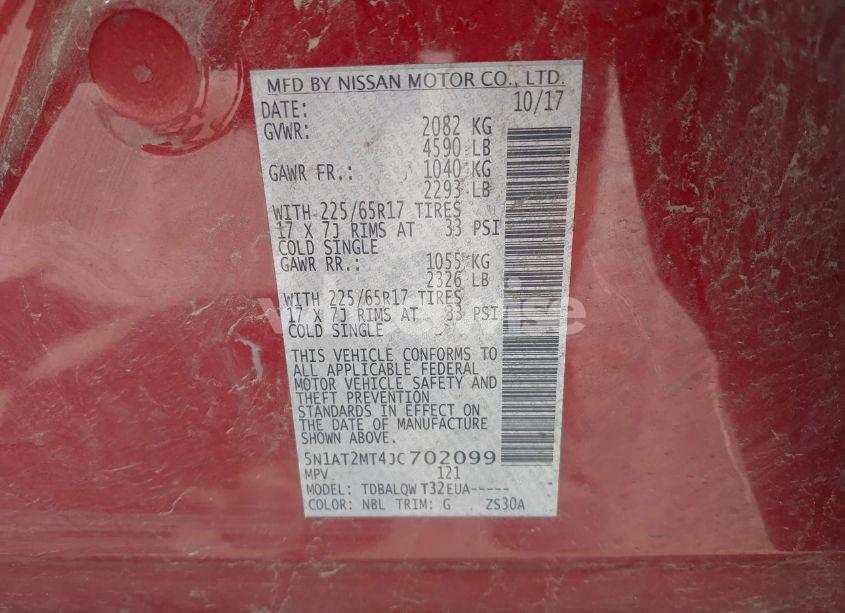 MFD BY NISSAN MOTOR CO., LTD.
DATE: 10/17
GVWR: 2082 KG
4590 LB
GAWR FR.: 1040 KG
2293 LB
WITH 225/65R17 TIRES
17 X 7J RIMS AT 33 PSI
COLD SINGLE
GAWR RR.: 1055 KG
2326 LB
WITH 225/65R17 TIRES
17 X 7J RIMS AT 33 PSI
COLD SINGLE
THIS VEHICLE CONFORMS TO
ALL APPLICABLE FEDERAL
MOTOR VEHICLE SAFETY AND
THEFT PREVENTION
STANDARDS IN EFFECT ON
THE DATE OF MANUFACTURE
SHOWN ABOVE.
5N1AT2MT4JC702099
MPV 121
MODEL: TDBALQW T32EUA-----
COLOR: NBL TRIM: G ZS30A